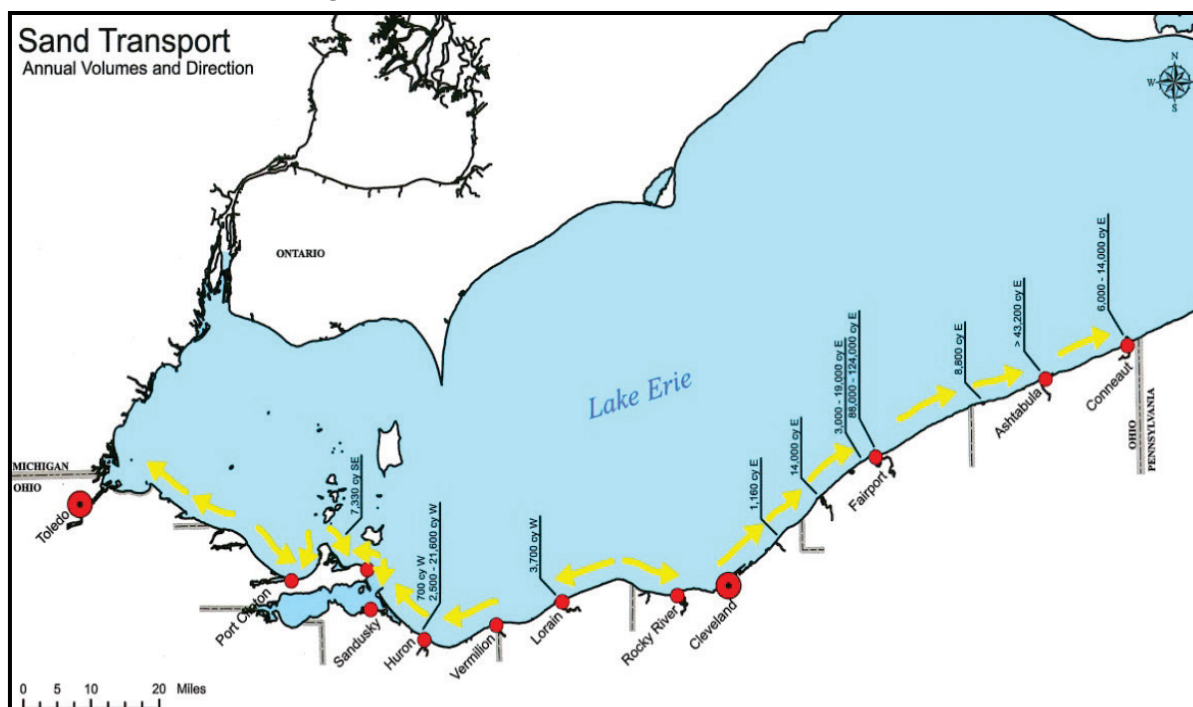 Sand Transport
Annual Volumes and Direction
N
W
S
ONTARIO
Lake Erie
MICHIGAN
OHIO
Toledo
Port Clinton
Sandusky
Huron
Vermilion
Lorain
Rocky River
Cleveland
Fairport
Ashtabula
Conneaut
OHIO
PENNSYLVANIA
7,330 cy SE
700 cy W
2,500 - 21,600 cy W
3,700 cy W
1,160 cy E
14,000 cy E
3,000 - 19,000 cy E
88,000 - 124,000 cy E
8,800 cy E
> 43,200 cy E
6,000 - 14,000 cy E
0 5 10 20 Miles